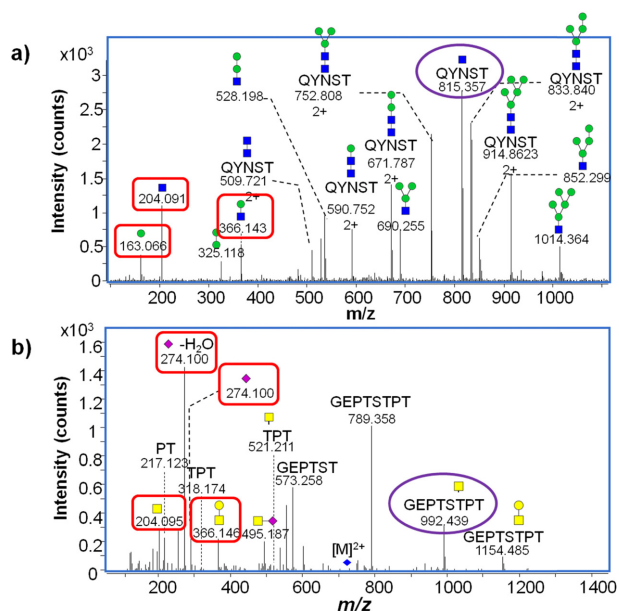 a)
x10³
Intensity (counts)
3
2.5
2
1.5
1
0.5
0
163.066
204.091
325.118
366.143
528.198
QYNST
509.721
2+
QYNST
752.808
2+
QYNST
590.752
2+
QYNST
671.787
2+
690.255
QYNST
815,357
QYNST
833.840
2+
QYNST
914.8623
2+
852.299
1014.364
200
300
400
500
600
700
800
900
1000
m/z
b)
x10³
Intensity (counts)
1.6
1.4
1.2
1.0
0.8
0.6
0.4
0.2
0
-H₂O
274.100
274.100
PT
217.123
TPT
318.174
204.095
366.146
495.187
TPT
521.211
GEPTST
573.258
[M]²⁺
GEPTSTPT
789.358
GEPTSTPT
992.439
GEPTSTPT
1154.485
200
400
600
800
1000
1200
1400
m/z